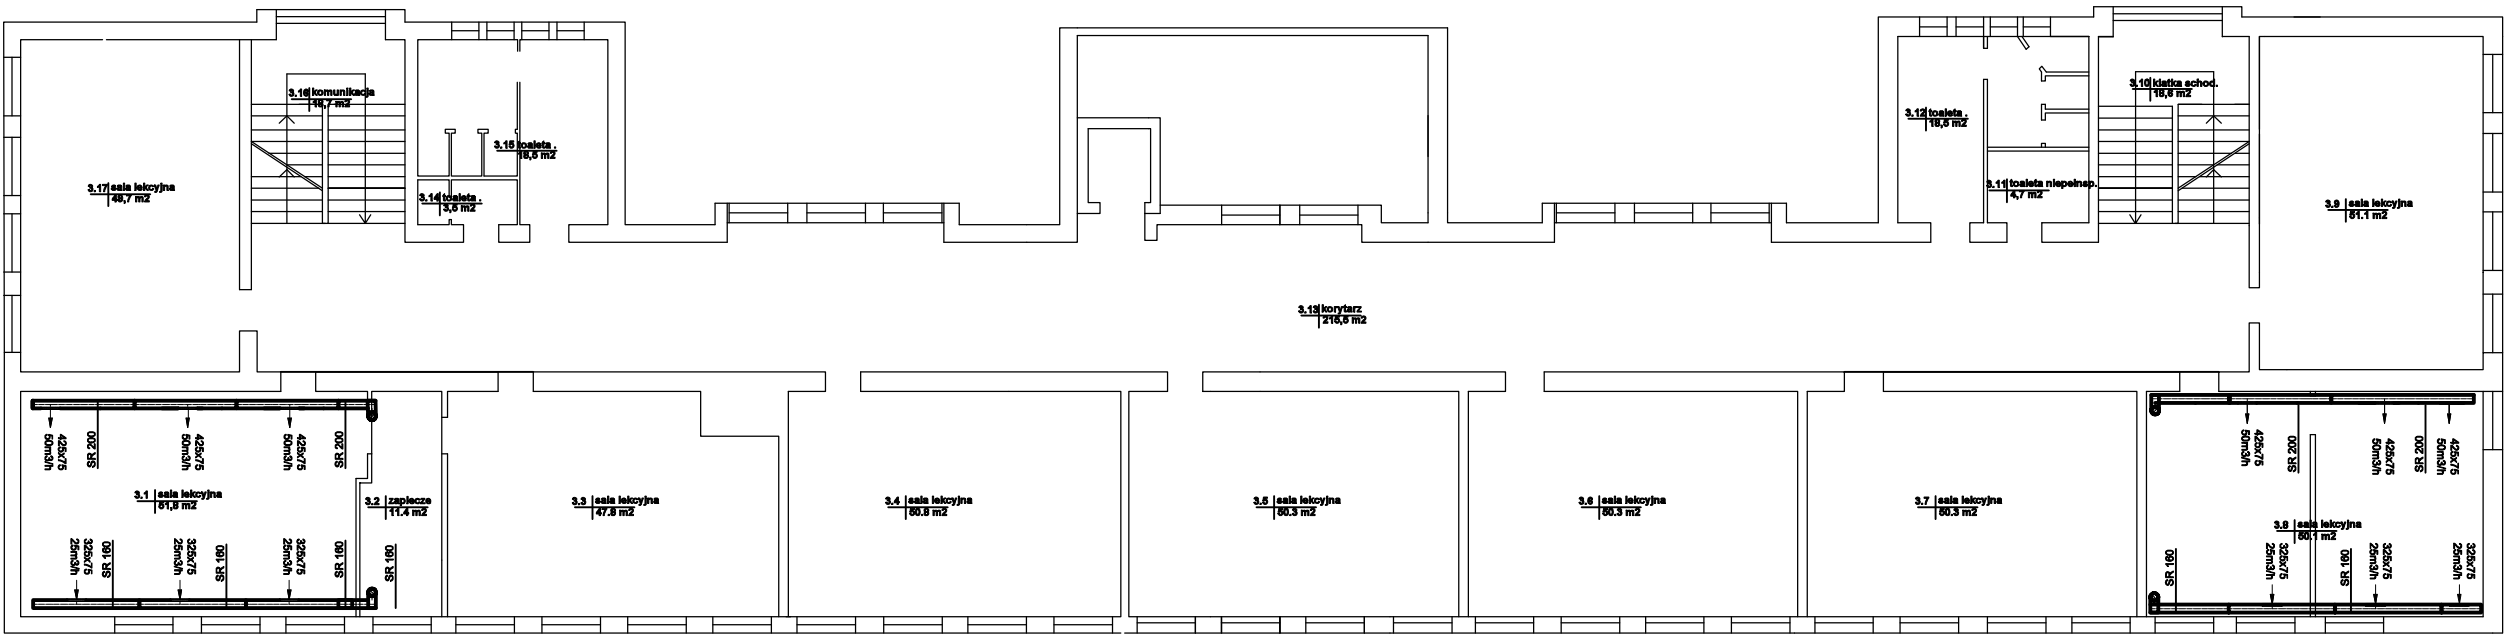 3.16 komunikacja
18,7 m2
3.15 toaleta .
18,5 m2
3.14 toaleta .
3,5 m2
3.17 sala lekcyjna
49,7 m2
3.12 toaleta .
18,5 m2
3.10 klatka schod.
18,6 m2
3.11 toaleta niepełnsp.
4,7 m2
3.9 sala lekcyjna
51.1 m2
3.13 korytarz
215,5 m2
425x75
50m3/h
SR 200
425x75
50m3/h
425x75
50m3/h
SR 200
3.1 sala lekcyjna
51,8 m2
3.2 zaplecze
11.4 m2
3.3 sala lekcyjna
47.8 m2
3.4 sala lekcyjna
50.8 m2
3.5 sala lekcyjna
50.3 m2
3.6 sala lekcyjna
50.3 m2
3.7 sala lekcyjna
50.3 m2
425x75
50m3/h
SR 200
425x75
50m3/h
SR 200
425x75
50m3/h
3.8 sala lekcyjna
50.1 m2
325x75
25m3/h
SR 160
325x75
25m3/h
SR 160
325x75
25m3/h
SR 160
SR 160
SR 160
325x75
25m3/h
SR 160
325x75
25m3/h
325x75
25m3/h